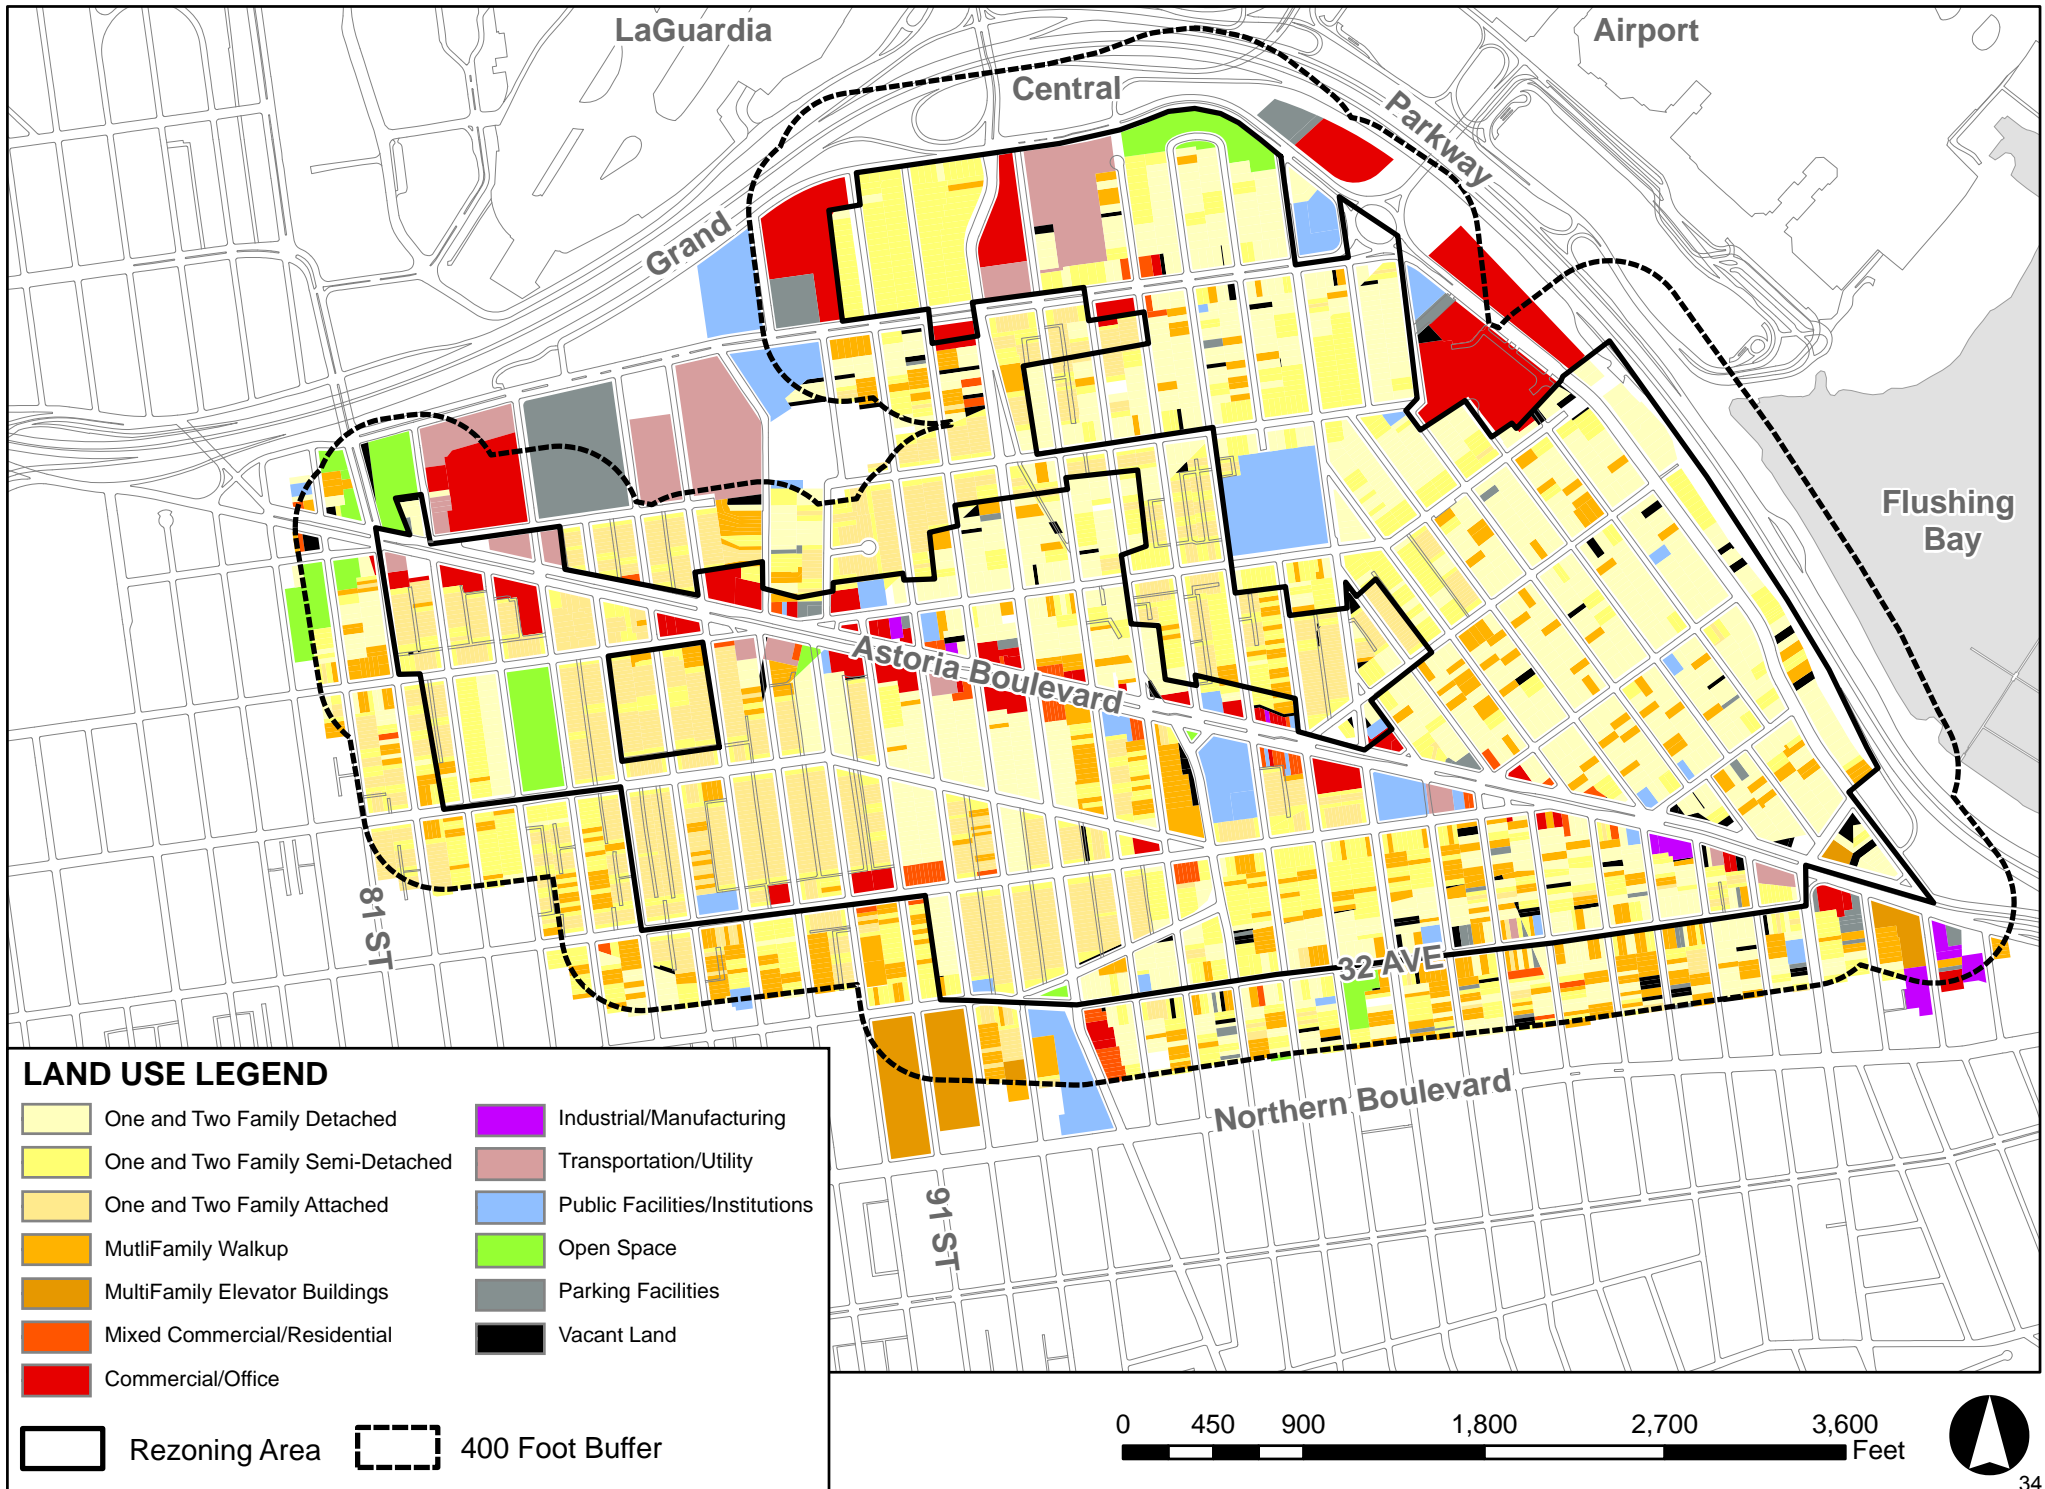 LaGuardia
Airport
Central
Parkway
Grand
Flushing
Bay
Astoria Boulevard
81 ST
32 AVE
Northern Boulevard
91 ST
LAND USE LEGEND
One and Two Family Detached
One and Two Family Semi-Detached
One and Two Family Attached
MutliFamily Walkup
MultiFamily Elevator Buildings
Mixed Commercial/Residential
Commercial/Office
Industrial/Manufacturing
Transportation/Utility
Public Facilities/Institutions
Open Space
Parking Facilities
Vacant Land
Rezoning Area
400 Foot Buffer
0 450 900 1,800 2,700 3,600
Feet
34